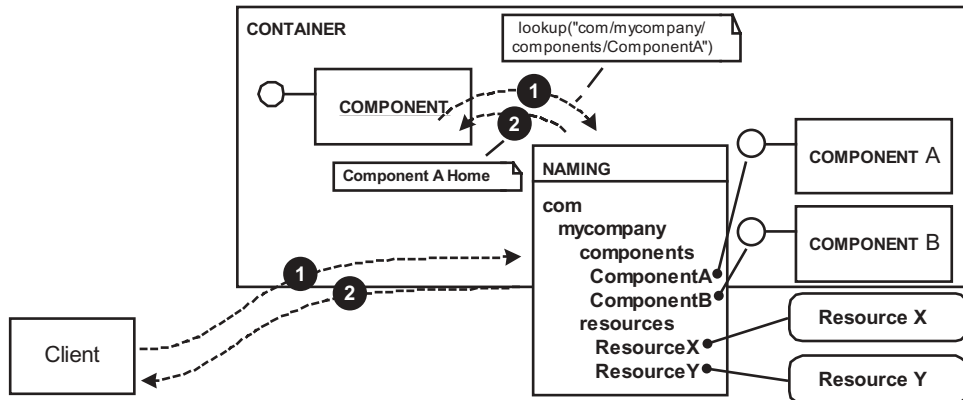 CONTAINER
lookup("com/mycompany/
components/ComponentA")
COMPONENT
1
2
Component A Home
NAMING
com
mycompany
components
ComponentA
ComponentB
resources
ResourceX
ResourceY
COMPONENT A
COMPONENT B
Resource X
Resource Y
1
2
Client